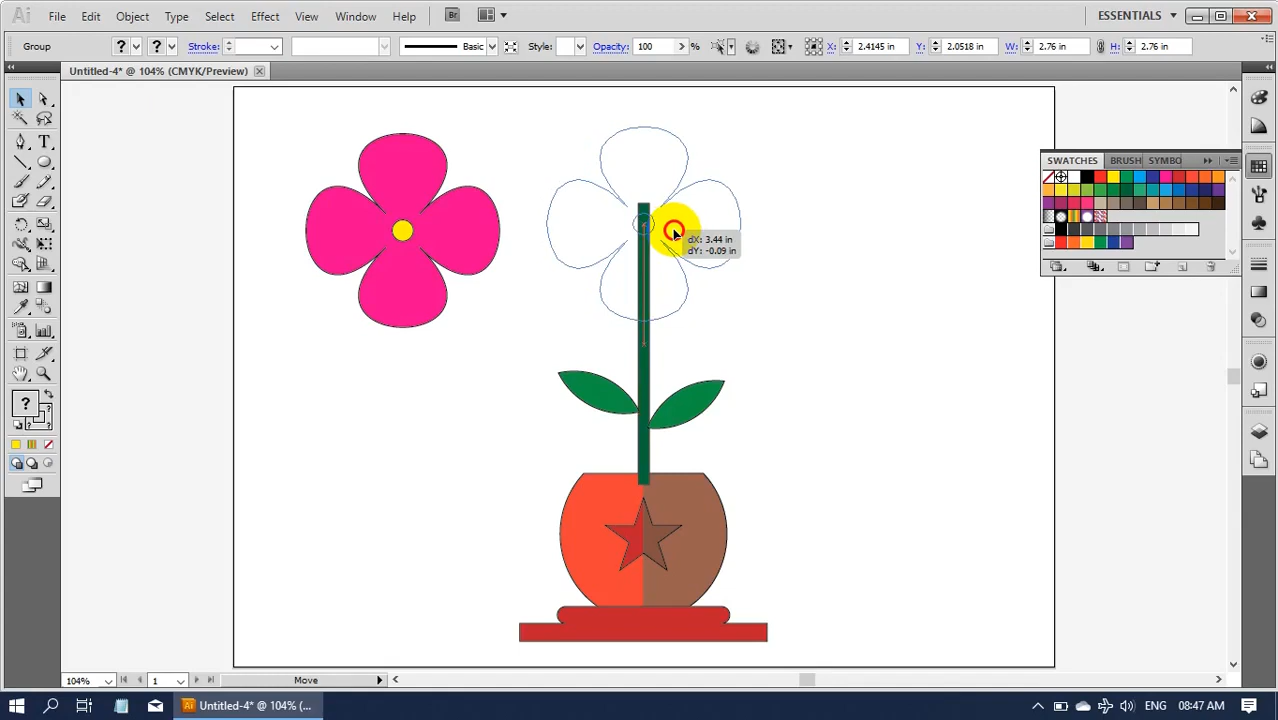 Ai File Edit Object Type Select Effect View Window Help Br ESSENTIALS
Group ? ? Stroke: Basic Style: Opacity: 100 % X: 2.4145 in Y: 2.0518 in W: 2.76 in H: 2.76 in
Untitled-4* @ 104% (CMYK/Preview)
SWATCHES BRUSH SYMBO
dX: 3.44 in
dY: -0.09 in
?
104% 1 Move
Ai Untitled-4* @ 104% (... ENG 08:47 AM